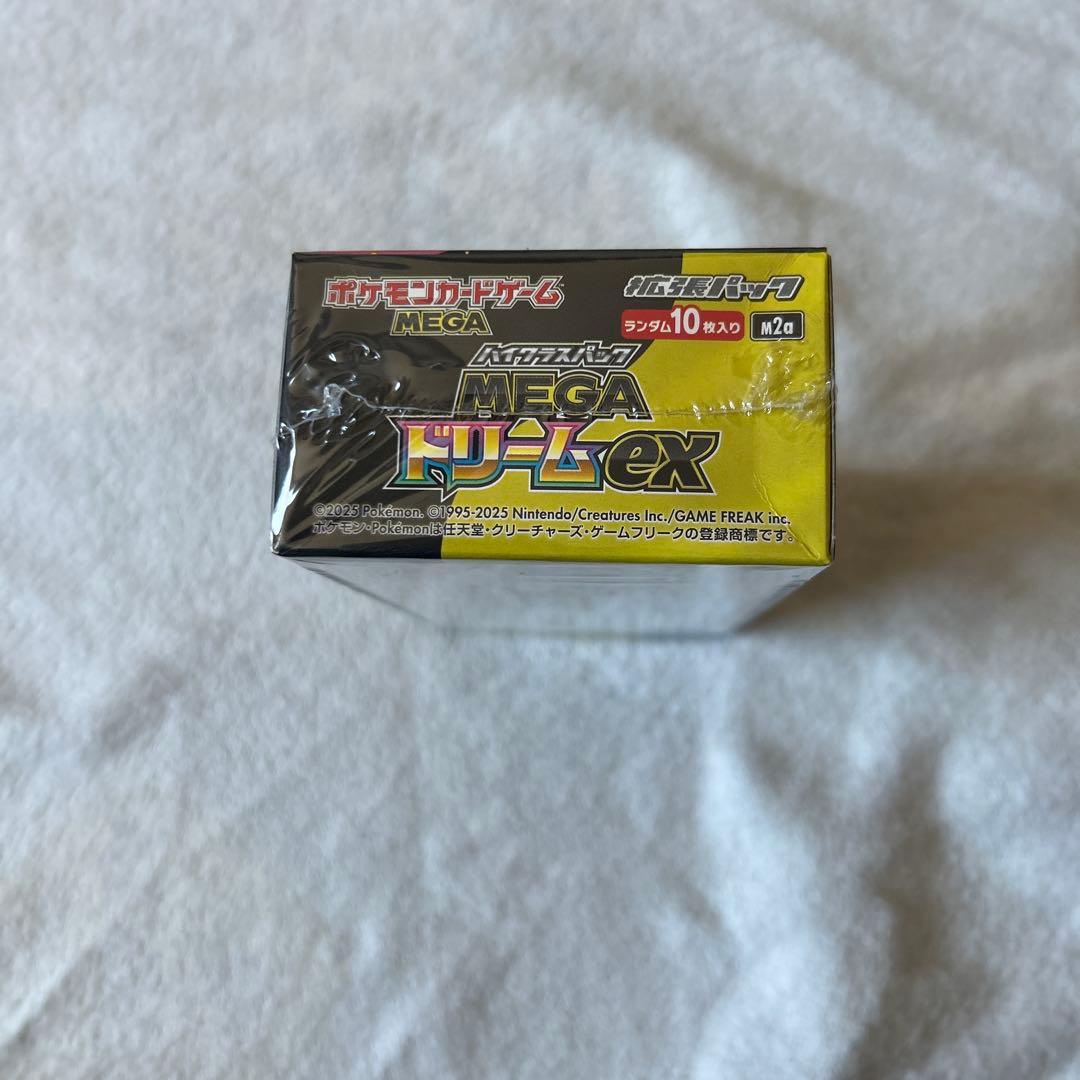 ポケモンカードゲーム™
MEGA
拡張パック
ランダム10枚入り
M2a
ハイクラスパック
MEGA
ドリームex
©2025 Pokémon. ©1995-2025 Nintendo/Creatures Inc./GAME FREAK inc.
ポケモン・Pokémonは任天堂・クリーチャーズ・ゲームフリークの登録商標です。